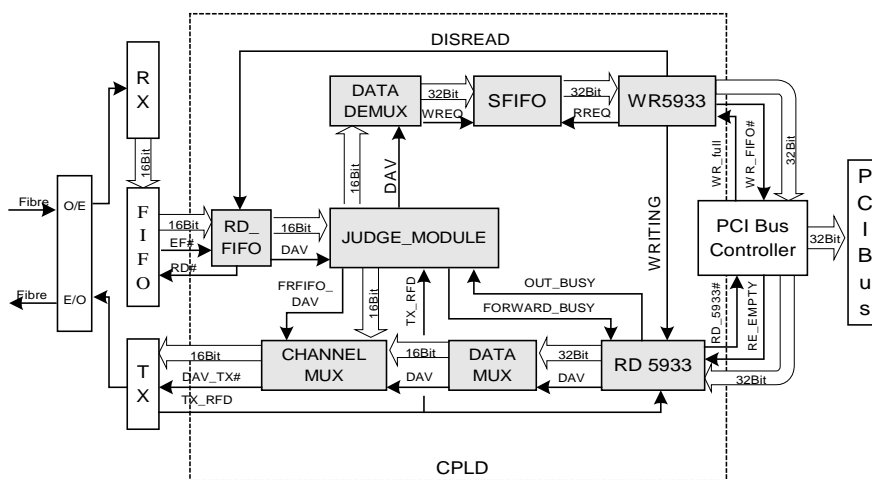 DISREAD
R
X
DATA
DEMUX
32Bit
WREQ
SFIFO
32Bit
RREQ
WR5933
16Bit
16Bit
DAV
WR_full
WR_FIFO#
32Bit
Fibre
O/E
F
I
F
O
16Bit
EF#
RD#
RD_
FIFO
16Bit
DAV
JUDGE_MODULE
WRITING
PCI Bus
Controller
32Bit
P
C
I
B
u
s
Fibre
E/O
FRFIFO_
DAV
16Bit
TX_RFD
OUT_BUSY
FORWARD_BUSY
RD_5933#
RE_EMPTY
T
X
16Bit
DAV_TX#
TX_RFD
CHANNEL
MUX
16Bit
DAV
DATA
MUX
32Bit
DAV
RD 5933
32Bit
CPLD